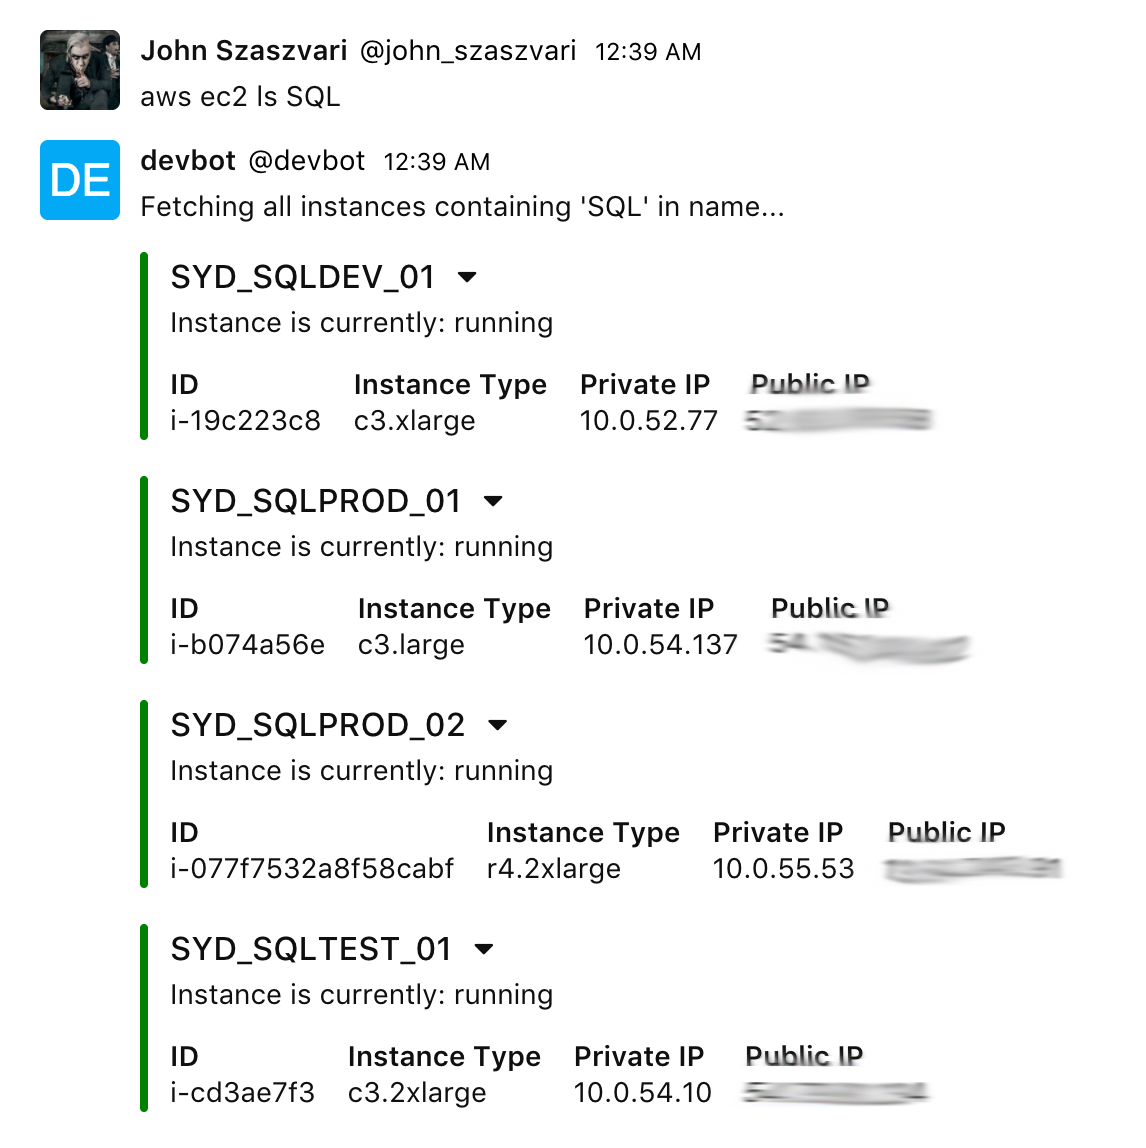 John Szaszvari @john_szaszvari 12:39 AM
aws ec2 ls SQL
DE
devbot @devbot 12:39 AM
Fetching all instances containing 'SQL' in name...
SYD_SQLDEV_01
Instance is currently: running
ID Instance Type Private IP Public IP
i-19c223c8 c3.xlarge 10.0.52.77
SYD_SQLPROD_01
Instance is currently: running
ID Instance Type Private IP Public IP
i-b074a56e c3.large 10.0.54.137
SYD_SQLPROD_02
Instance is currently: running
ID Instance Type Private IP Public IP
i-077f7532a8f58cabf r4.2xlarge 10.0.55.53
SYD_SQLTEST_01
Instance is currently: running
ID Instance Type Private IP Public IP
i-cd3ae7f3 c3.2xlarge 10.0.54.10